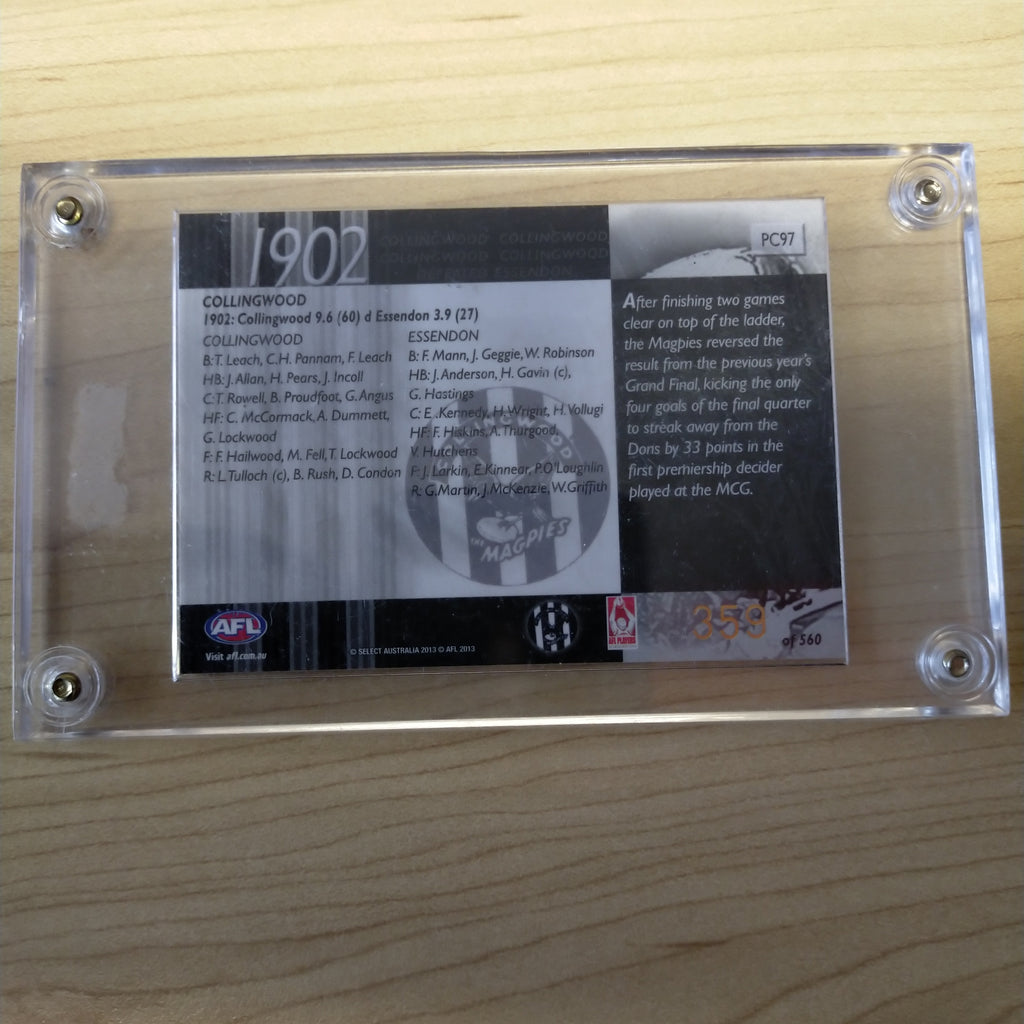 1902
COLLINGWOOD COLLINGWOOD
COLLINGWOOD COLLINGWOOD
DEFEATED ESSENDON
PC97
COLLINGWOOD
1902: Collingwood 9.6 (60) d Essendon 3.9 (27)
COLLINGWOOD
B: T. Leach, C.H. Pannam, F. Leach
HB: J. Allan, H. Pears, J. Incoll
C: T. Rowell, B. Proudfoot, G. Angus
HF: C. McCormack, A. Dummett,
G. Lockwood
F: F. Hailwood, M. Fell, T. Lockwood
R: L. Tulloch (c), B. Rush, D. Condon
ESSENDON
B: F. Mann, J. Geggie, W. Robinson
HB: J. Anderson, H. Gavin (c),
G. Hastings
C: E. Kennedy, H. Wright, H. Vollugi
HF: F. Hiskins, A. Thurgood,
V. Hutchens
F: J. Larkin, E. Kinnear, P. O'Loughlin
R: G. Martin, J. McKenzie, W. Griffith
COLLINGWOOD
THE
MAGPIES
After finishing two games
clear on top of the ladder,
the Magpies reversed the
result from the previous year's
Grand Final, kicking the only
four goals of the final quarter
to streak away from the
Dons by 33 points in the
first premiership decider
played at the MCG.
AFL
Visit afl.com.au
© SELECT AUSTRALIA 2013 © AFL 2013
AFL PLAYERS
359
of 560